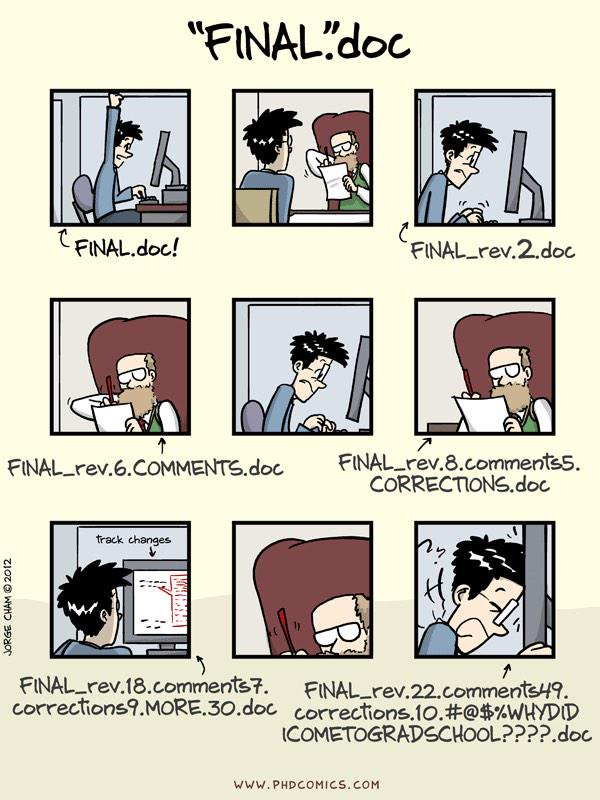 "FINAL".doc
FINAL.doc!
FINAL_rev.2.doc
FINAL_rev.6.COMMENTS.doc
FINAL_rev.8.comments5.
CORRECTIONS.doc
track changes
FINAL_rev.18.comments7.
corrections9.MORE.30.doc
FINAL_rev.22.comments49.
corrections.10.#@$%WHYDID
ICOMETOGRADSCHOOL????.doc
JORGE CHAM © 2012
WWW.PHDCOMICS.COM